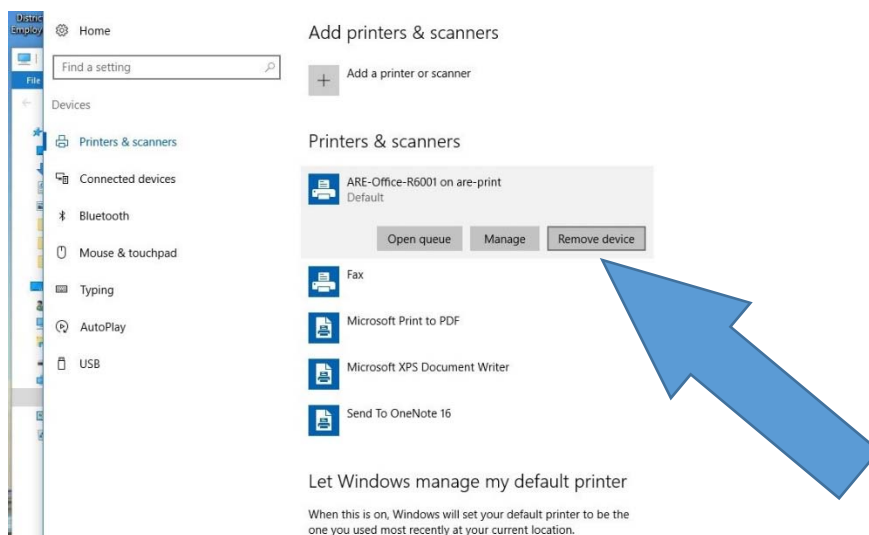 Distric
Employ
File
Home
Find a setting
Devices
Printers & scanners
Connected devices
Bluetooth
Mouse & touchpad
Typing
AutoPlay
USB
Add printers & scanners
Add a printer or scanner
Printers & scanners
ARE-Office-R6001 on are-print
Default
Open queue Manage Remove device
Fax
Microsoft Print to PDF
Microsoft XPS Document Writer
Send To OneNote 16
Let Windows manage my default printer
When this is on, Windows will set your default printer to be the
one you used most recently at your current location.